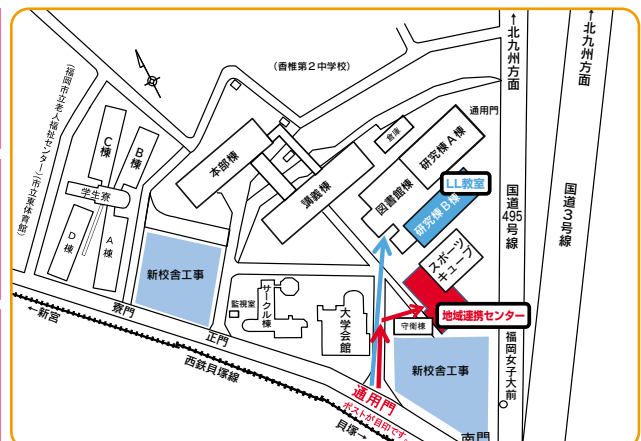 ↑北九州方面
↑北九州方面
(香椎第2中学校)
通用門
(福岡市立老人福祉センター)(市立東体育館)
C棟
B棟
本部棟
倉庫
研究棟A棟
学生寮
講義棟
図書館棟
LL教室
研究棟B棟
国道495号線
国道3号線
D棟
A棟
新校舎工事
スポーツキューブ
監視室
サークル棟
大学会館
地域連携センター
守衛棟
←新宮
寮門
正門
西鉄貝塚線
新校舎工事
福岡女子大前
通用門
ポストが目印です。
貝塚→
南門